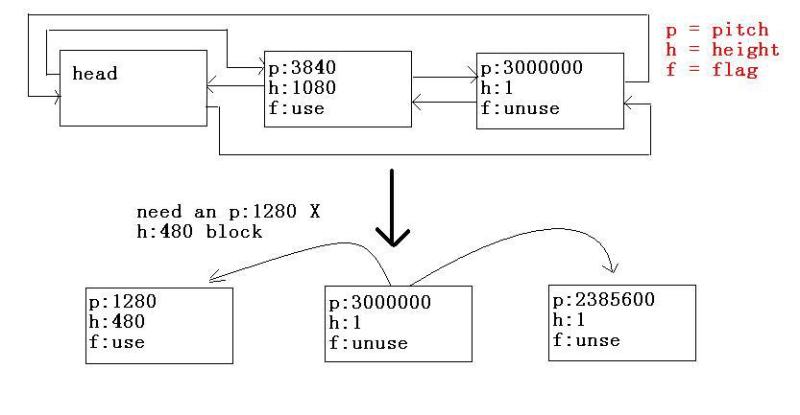 p = pitch
h = height
f = flag
head
p:3840
h:1080
f:use
p:3000000
h:1
f:unuse
need an p:1280 X
h:480 block
p:1280
h:480
f:use
p:3000000
h:1
f:unuse
p:2385600
h:1
f:unse